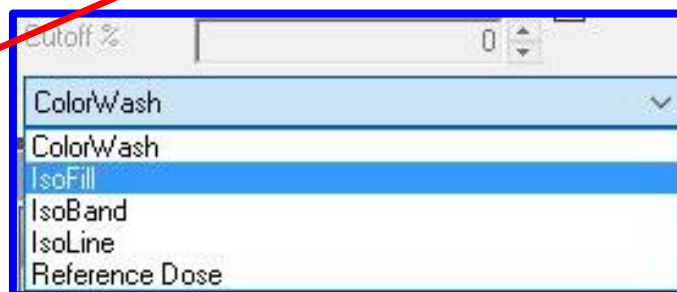 Cutoff % 0
ColorWash
ColorWash
IsoFill
IsoBand
IsoLine
Reference Dose